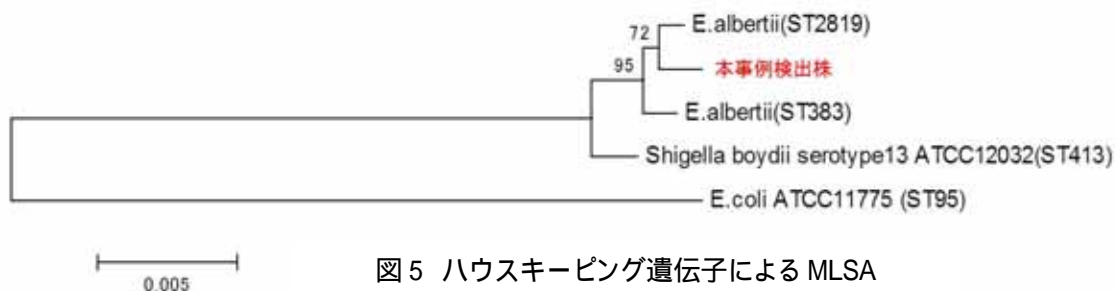 E.albertii(ST2819)
72
本事例検出株
95
E.albertii(ST383)
Shigella boydii serotype13 ATCC12032(ST413)
E.coli ATCC11775 (ST95)
0.005
図5 ハウスキーピング遺伝子による MLSA